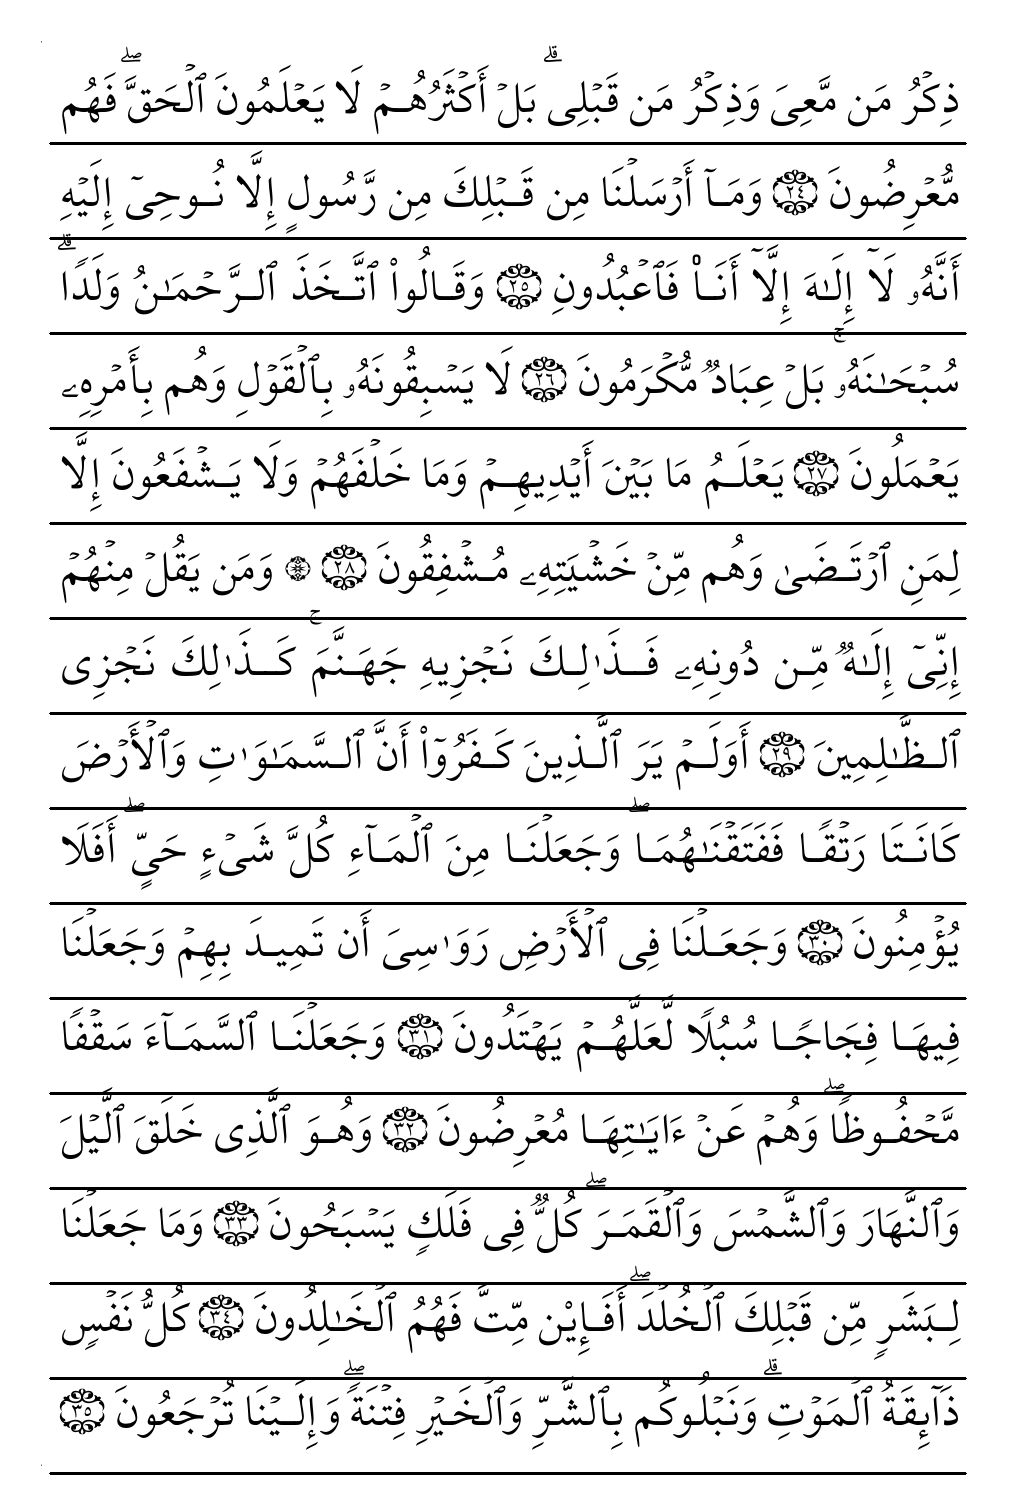 ذِكْرُ مَن مَّعِىَ وَذِكْرُ مَن قَبْلِى ۗ بَلْ أَكْثَرُهُمْ لَا يَعْلَمُونَ ٱلْحَقَّ ۖ فَهُم
مُّعْرِضُونَ ٢٤ وَمَآ أَرْسَلْنَا مِن قَبْلِكَ مِن رَّسُولٍ إِلَّا نُوحِىٓ إِلَيْهِ
أَنَّهُۥ لَآ إِلَـٰهَ إِلَّآ أَنَا۠ فَٱعْبُدُونِ ٢٥ وَقَالُوا۟ ٱتَّخَذَ ٱلرَّحْمَـٰنُ وَلَدًا ۗ
سُبْحَـٰنَهُۥ ۚ بَلْ عِبَادٌ مُّكْرَمُونَ ٢٦ لَا يَسْبِقُونَهُۥ بِٱلْقَوْلِ وَهُم بِأَمْرِهِۦ
يَعْمَلُونَ ٢٧ يَعْلَمُ مَا بَيْنَ أَيْدِيهِمْ وَمَا خَلْفَهُمْ وَلَا يَشْفَعُونَ إِلَّا
لِمَنِ ٱرْتَضَىٰ وَهُم مِّنْ خَشْيَتِهِۦ مُشْفِقُونَ ٢٨ ۞ وَمَن يَقُلْ مِنْهُمْ
إِنِّىٓ إِلَـٰهٌ مِّن دُونِهِۦ فَذَٰلِكَ نَجْزِيهِ جَهَنَّمَ ۚ كَذَٰلِكَ نَجْزِى
ٱلظَّـٰلِمِينَ ٢٩ أَوَلَمْ يَرَ ٱلَّذِينَ كَفَرُوٓا۟ أَنَّ ٱلسَّمَـٰوَٰتِ وَٱلْأَرْضَ
كَانَتَا رَتْقًا فَفَتَقْنَـٰهُمَا ۖ وَجَعَلْنَا مِنَ ٱلْمَآءِ كُلَّ شَىْءٍ حَىٍّ ۖ أَفَلَا
يُؤْمِنُونَ ٣٠ وَجَعَلْنَا فِى ٱلْأَرْضِ رَوَٰسِىَ أَن تَمِيدَ بِهِمْ وَجَعَلْنَا
فِيهَا فِجَاجًا سُبُلًا لَّعَلَّهُمْ يَهْتَدُونَ ٣١ وَجَعَلْنَا ٱلسَّمَآءَ سَقْفًا
مَّحْفُوظًا ۖ وَهُمْ عَنْ ءَايَـٰتِهَا مُعْرِضُونَ ٣٢ وَهُوَ ٱلَّذِى خَلَقَ ٱلَّيْلَ
وَٱلنَّهَارَ وَٱلشَّمْسَ وَٱلْقَمَرَ ۖ كُلٌّ فِى فَلَكٍ يَسْبَحُونَ ٣٣ وَمَا جَعَلْنَا
لِبَشَرٍ مِّن قَبْلِكَ ٱلْخُلْدَ ۖ أَفَإِي۟ن مِّتَّ فَهُمُ ٱلْخَـٰلِدُونَ ٣٤ كُلُّ نَفْسٍ
ذَآئِقَةُ ٱلْمَوْتِ ۗ وَنَبْلُوكُم بِٱلشَّرِّ وَٱلْخَيْرِ فِتْنَةً ۖ وَإِلَيْنَا تُرْجَعُونَ ٣٥